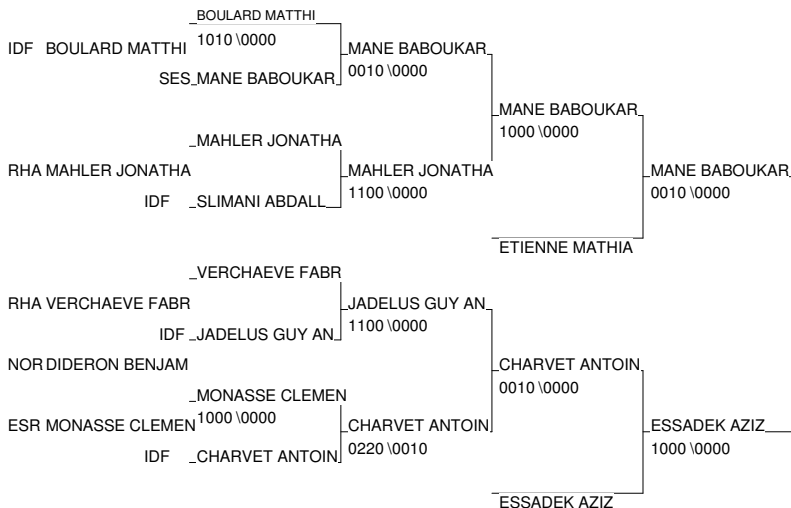 BOULARD MATTHI
IDF BOULARD MATTHI 1010 \0000 MANE BABOUKAR
SES MANE BABOUKAR 0010 \0000
MANE BABOUKAR
1000 \0000
MAHLER JONATHA
RHA MAHLER JONATHA MAHLER JONATHA MANE BABOUKAR
IDF SLIMANI ABDALL 1100 \0000 0010 \0000
ETIENNE MATHIA
VERCHAEVE FABR
RHA VERCHAEVE FABR JADELUS GUY AN
IDF JADELUS GUY AN 1100 \0000
NOR DIDERON BENJAM CHARVET ANTOIN
0010 \0000
MONASSE CLEMEN
1000 \0000
ESR MONASSE CLEMEN CHARVET ANTOIN ESSADEK AZIZ
0220 \0010 1000 \0000
IDF CHARVET ANTOIN
ESSADEK AZIZ